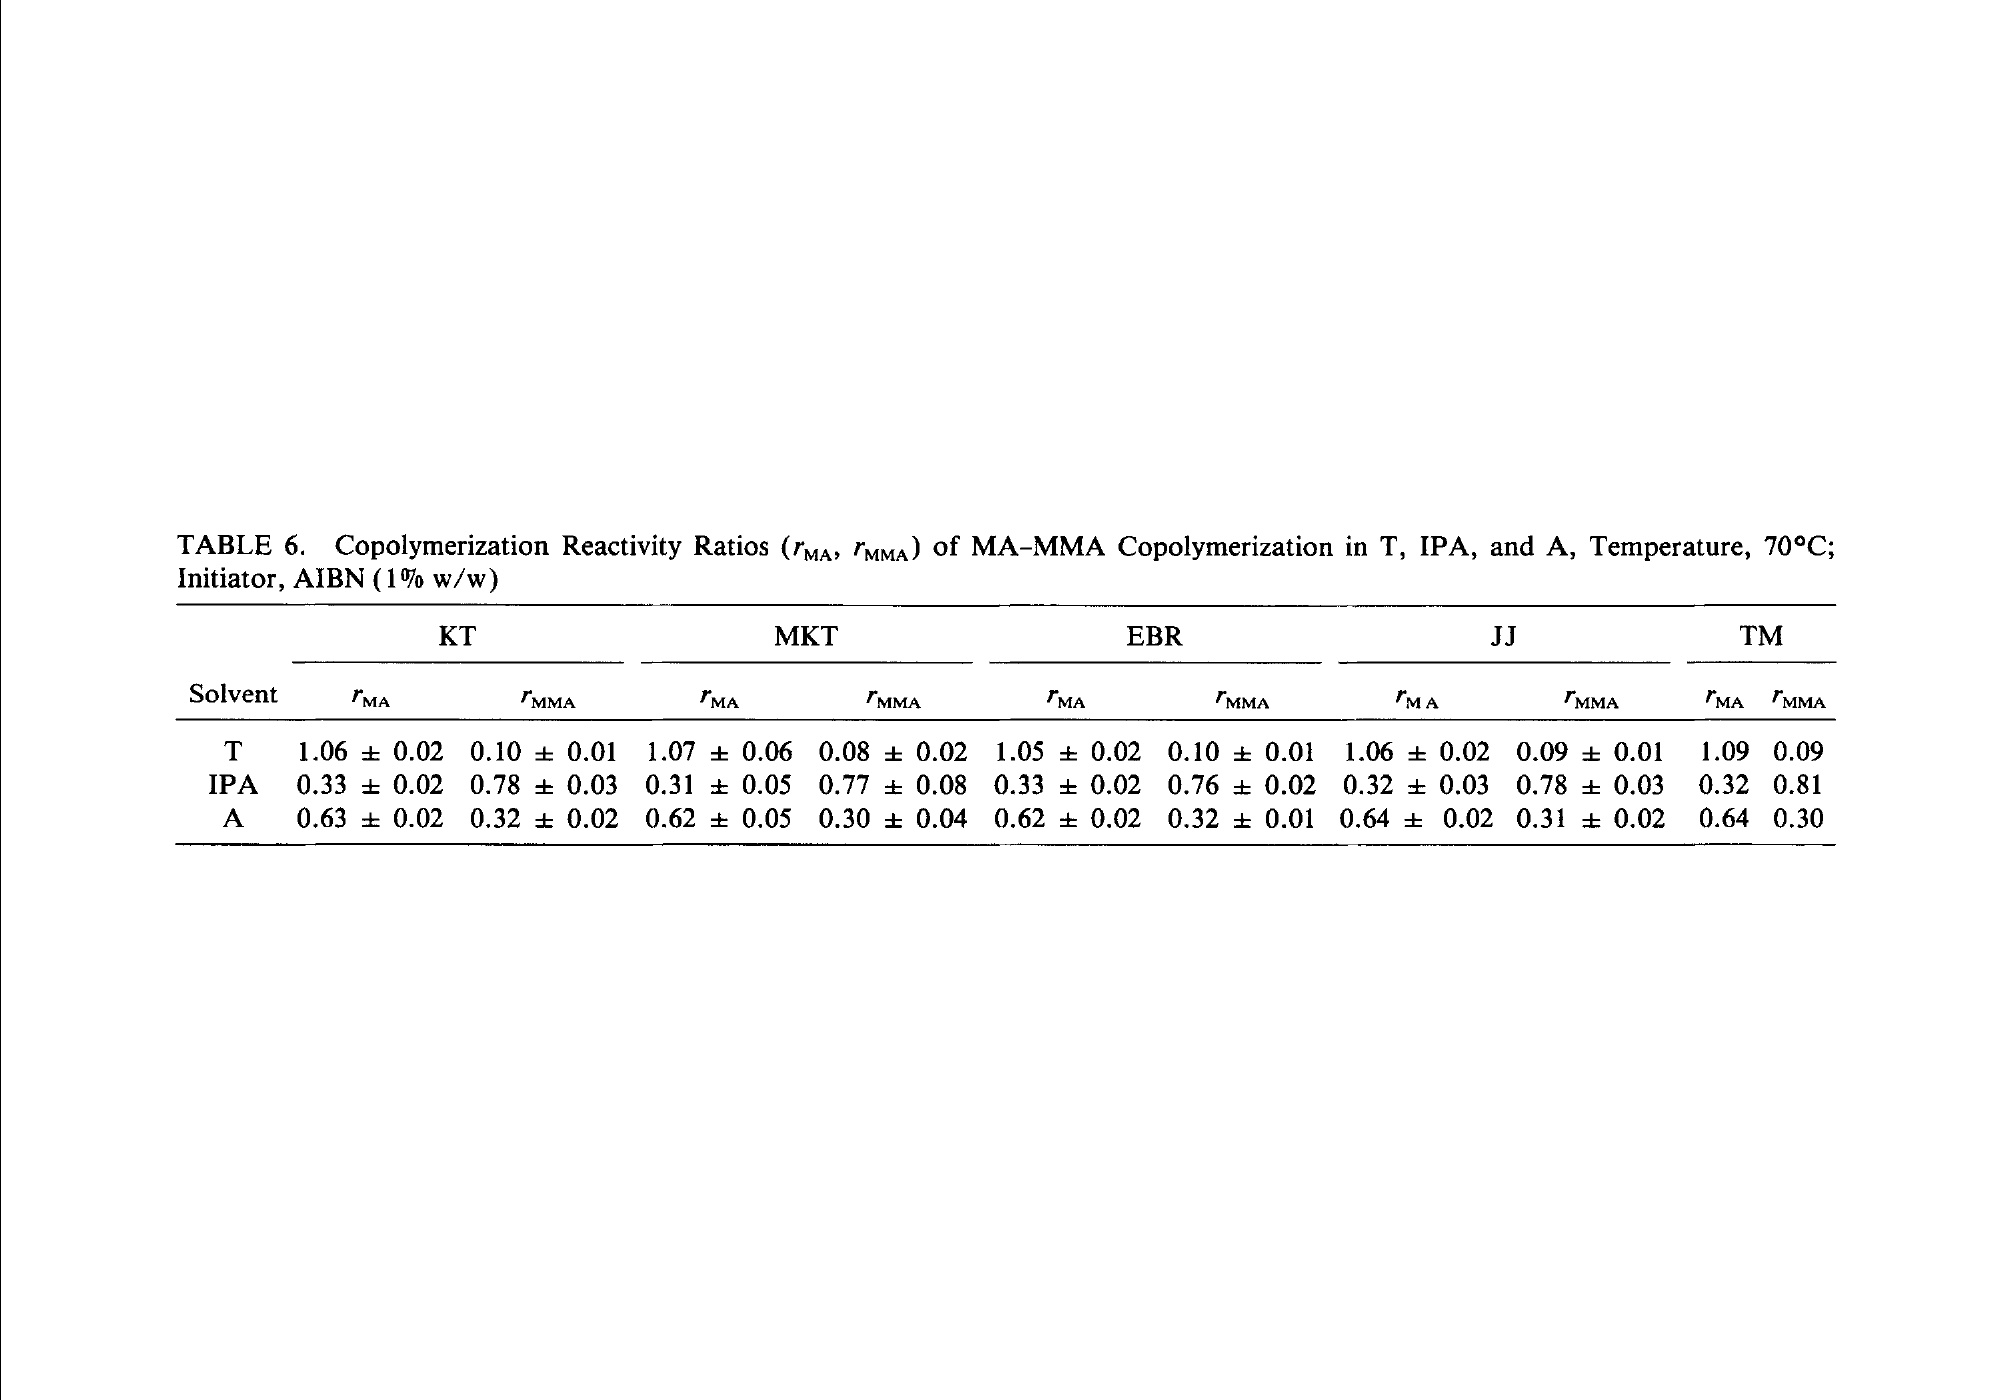 TABLE 6. Copolymerization Reactivity Ratios (rMA, rMMA) of MA–MMA Copolymerization in T, IPA, and A, Temperature, 70°C;
Initiator, AIBN (1% w/w)
KT MKT EBR JJ TM
Solvent rMA rMMA rMA rMMA rMA rMMA rM A rMMA rMA rMMA
T 1.06 ± 0.02 0.10 ± 0.01 1.07 ± 0.06 0.08 ± 0.02 1.05 ± 0.02 0.10 ± 0.01 1.06 ± 0.02 0.09 ± 0.01 1.09 0.09
IPA 0.33 ± 0.02 0.78 ± 0.03 0.31 ± 0.05 0.77 ± 0.08 0.33 ± 0.02 0.76 ± 0.02 0.32 ± 0.03 0.78 ± 0.03 0.32 0.81
A 0.63 ± 0.02 0.32 ± 0.02 0.62 ± 0.05 0.30 ± 0.04 0.62 ± 0.02 0.32 ± 0.01 0.64 ± 0.02 0.31 ± 0.02 0.64 0.30